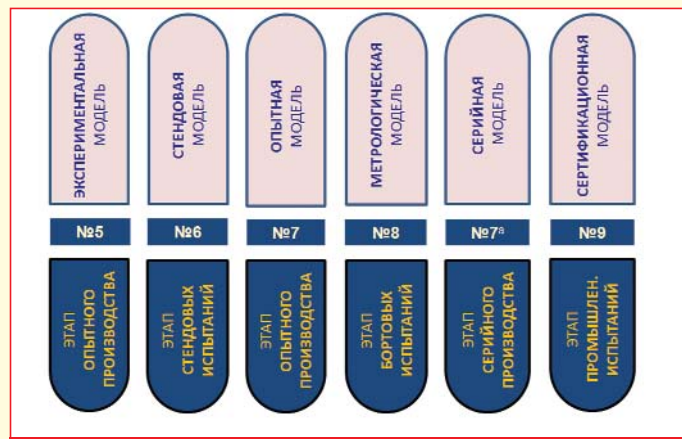 ЭКСПЕРИМЕНТАЛЬНАЯ
МОДЕЛЬ
СТЕНДОВАЯ
МОДЕЛЬ
ОПЫТНАЯ
МОДЕЛЬ
МЕТРОЛОГИЧЕСКАЯ
МОДЕЛЬ
СЕРИЙНАЯ
МОДЕЛЬ
СЕРТИФИКАЦИОННАЯ
МОДЕЛЬ
№5
№6
№7
№8
№7ª
№9
ЭТАП
ОПЫТНОГО
ПРОИЗВОДСТВА
ЭТАП
СТЕНДОВЫХ
ИСПЫТАНИЙ
ЭТАП
ОПЫТНОГО
ПРОИЗВОДСТВА
ЭТАП
БОРТОВЫХ
ИСПЫТАНИЙ
ЭТАП
СЕРИЙНОГО
ПРОИЗВОДСТВА
ЭТАП
ПРОМЫШЛЕН.
ИСПЫТАНИЙ